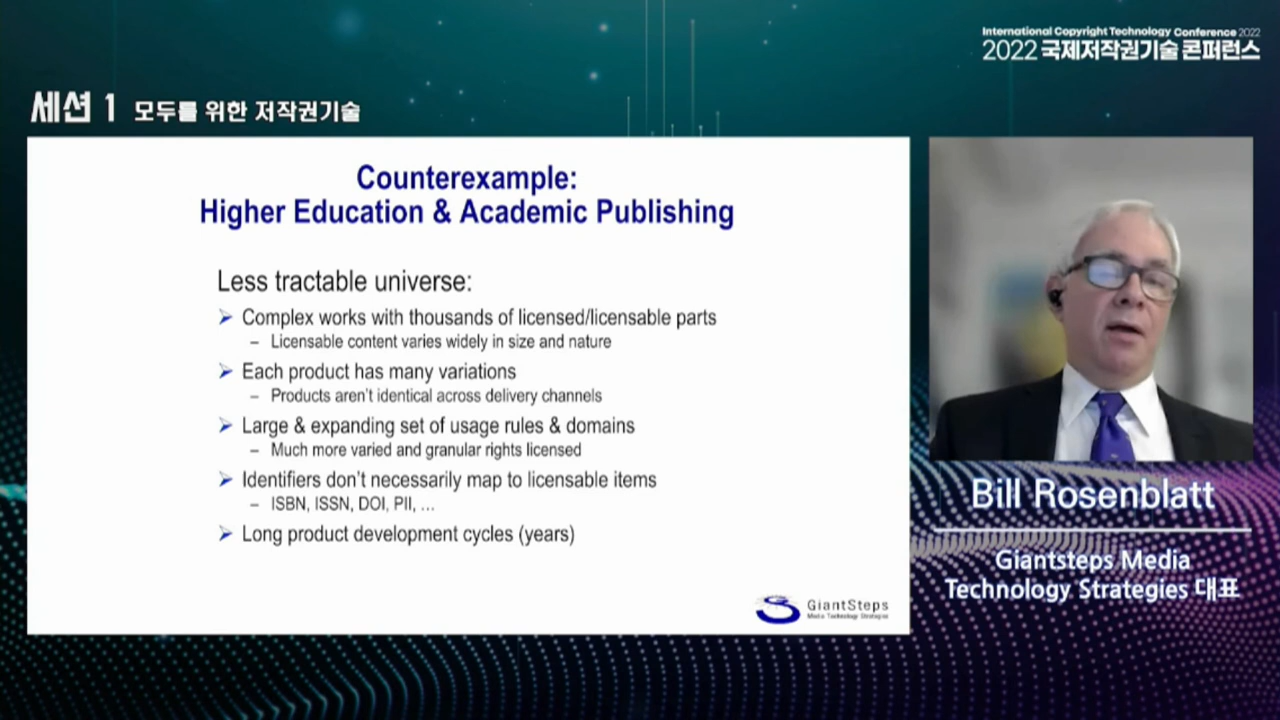 International Copyright Technology Conference 2022
2022 국제저작권기술 콘퍼런스
세션 1 모두를 위한 저작권기술
Counterexample:
Higher Education & Academic Publishing
Less tractable universe:
➢ Complex works with thousands of licensed/licensable parts
– Licensable content varies widely in size and nature
➢ Each product has many variations
– Products aren't identical across delivery channels
➢ Large & expanding set of usage rules & domains
– Much more varied and granular rights licensed
➢ Identifiers don't necessarily map to licensable items
– ISBN, ISSN, DOI, PII, …
➢ Long product development cycles (years)
GiantSteps
Media Technology Strategies
Bill Rosenblatt
Giantsteps Media
Technology Strategies 대표